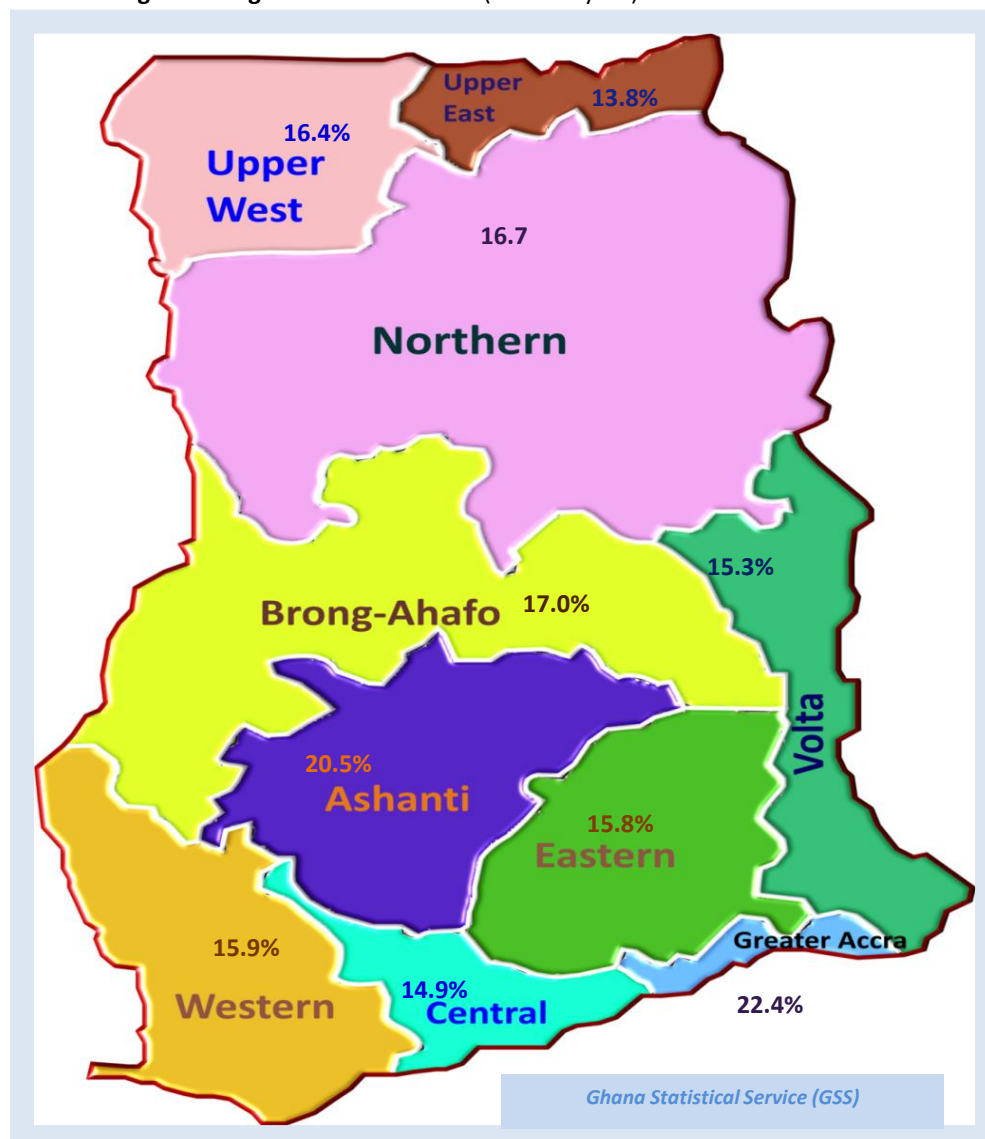 Upper
East
13.8%
16.4%
Upper
West
16.7
Northern
15.3%
Brong-Ahafo
17.0%
Volta
20.5%
Ashanti
15.8%
Eastern
15.9%
Western
14.9%
Central
Greater Accra
22.4%
Ghana Statistical Service (GSS)